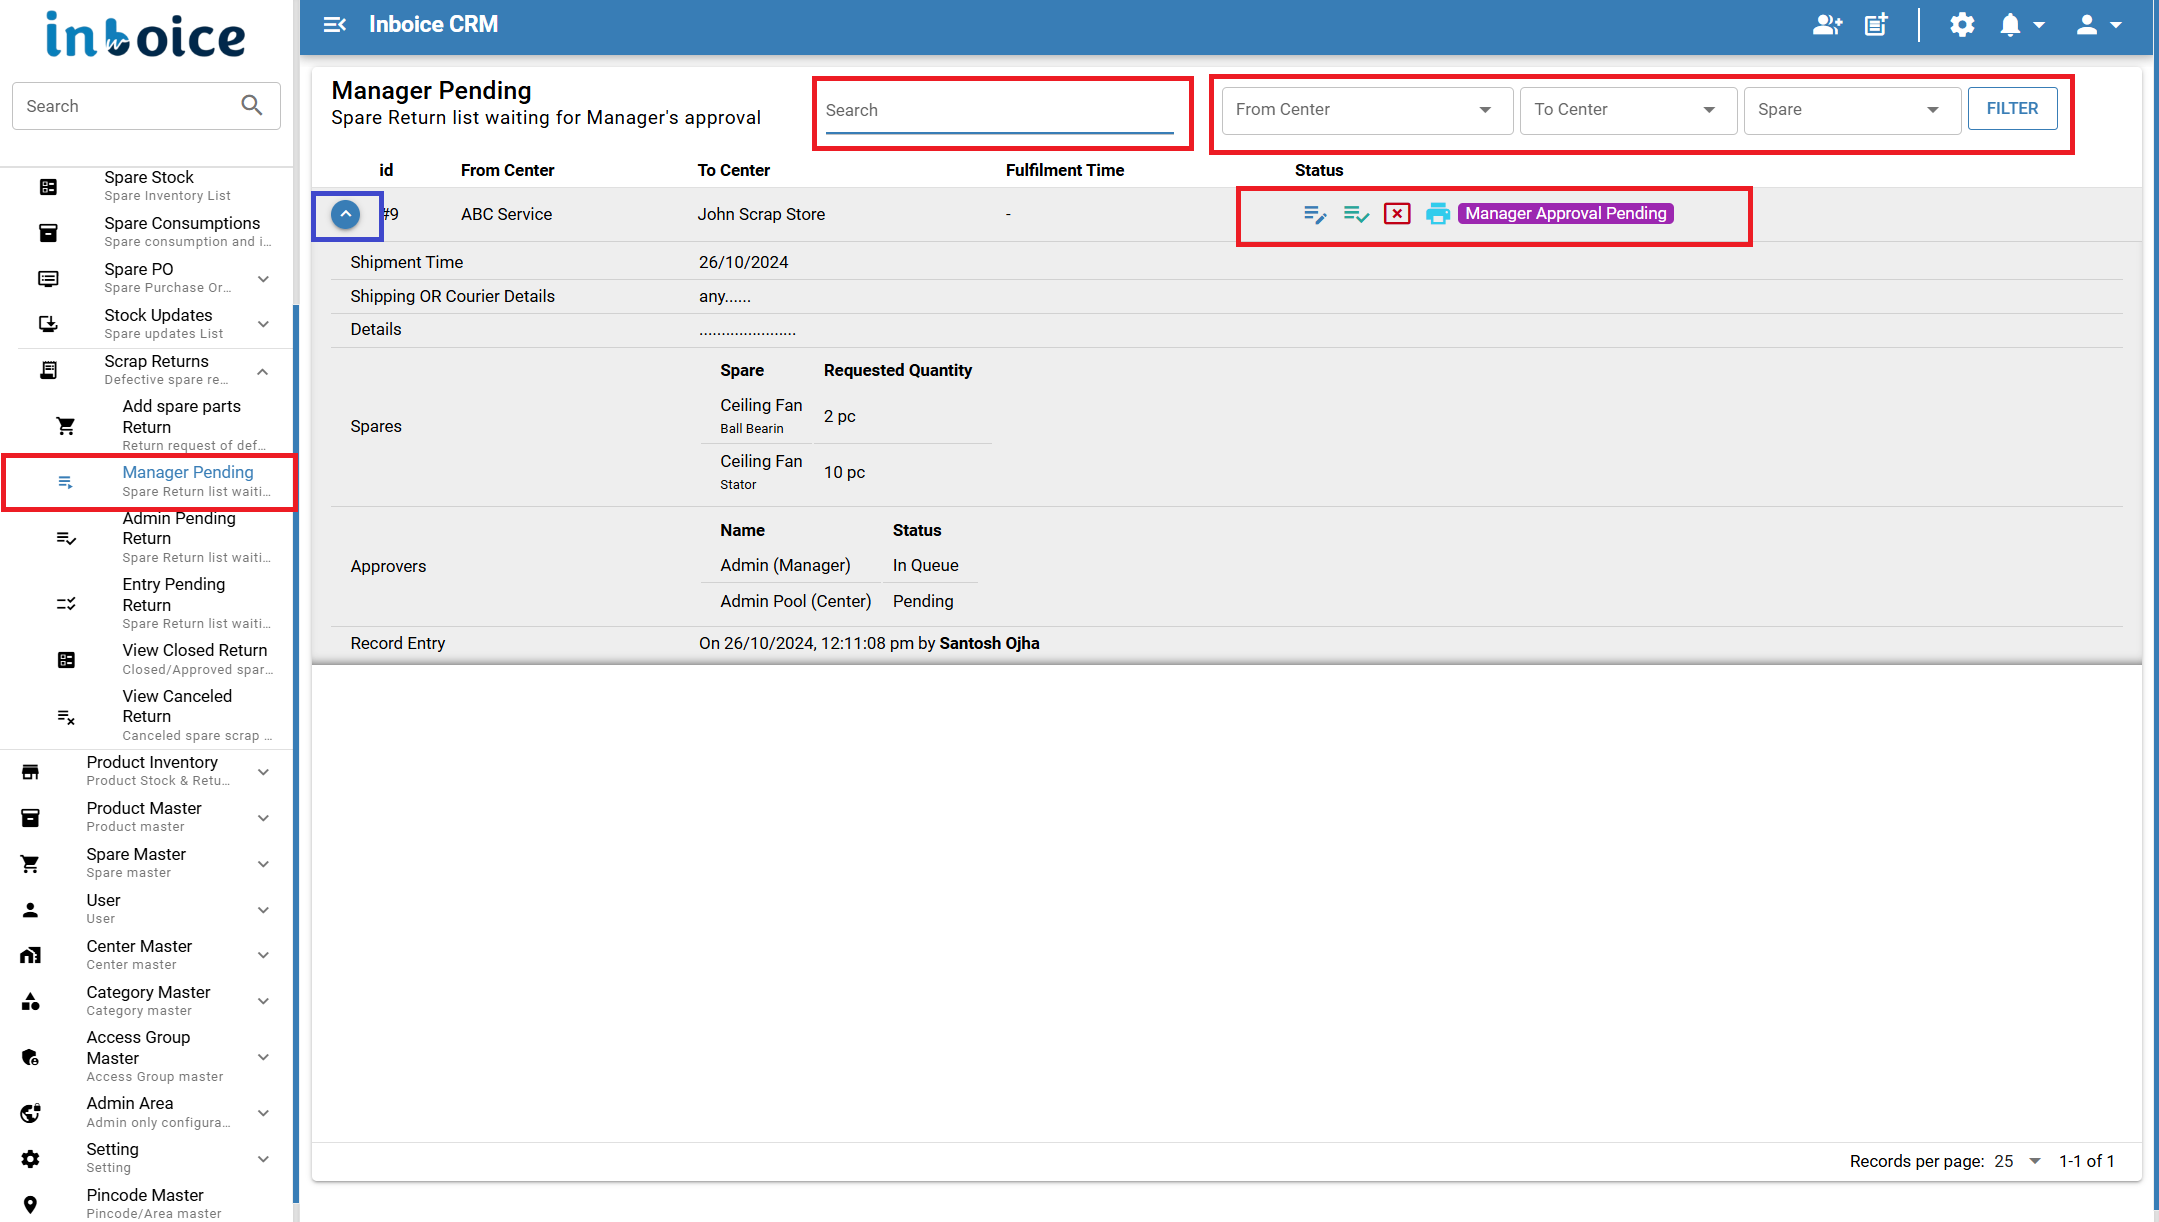 inboice
Search
Spare Stock
Spare Inventory List
Spare Consumptions
Spare consumption and i...
Spare PO
Spare Purchase Or...
Stock Updates
Spare updates List
Scrap Returns
Defective spare re...
Add spare parts
Return
Return request of def...
Manager Pending
Spare Return list waiti...
Admin Pending
Return
Spare Return list waiti...
Entry Pending
Return
Spare Return list waiti...
View Closed Return
Closed/Approved spar...
View Canceled
Return
Canceled spare scrap ...
Product Inventory
Product Stock & Retu...
Product Master
Product master
Spare Master
Spare master
User
User
Center Master
Center master
Category Master
Category master
Access Group
Master
Access Group master
Admin Area
Admin only configura...
Setting
Setting
Pincode Master
Pincode/Area master
Inboice CRM
Manager Pending
Spare Return list waiting for Manager's approval
Search
From Center To Center Spare FILTER
id From Center To Center Fulfilment Time Status
#9 ABC Service John Scrap Store - Manager Approval Pending
Shipment Time 26/10/2024
Shipping OR Courier Details any......
Details ......................
Spares
Spare Requested Quantity
Ceiling Fan
Ball Bearin
2 pc
Ceiling Fan
Stator
10 pc
Approvers
Name Status
Admin (Manager) In Queue
Admin Pool (Center) Pending
Record Entry On 26/10/2024, 12:11:08 pm by Santosh Ojha
Records per page: 25 1-1 of 1